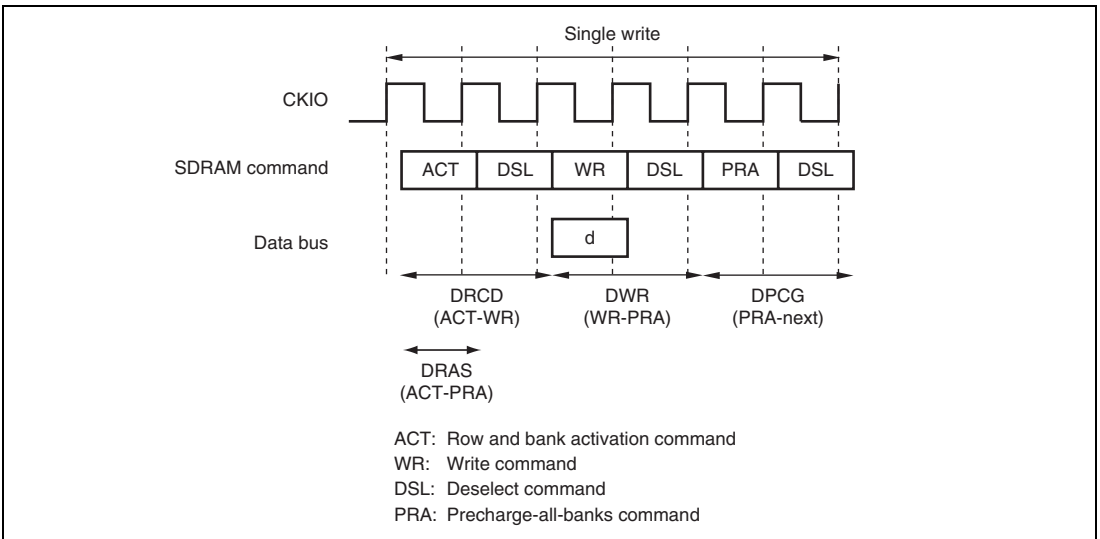 Single write
CKIO
SDRAM command
ACT DSL WR DSL PRA DSL
Data bus
d
DRCD DWR DPCG
(ACT-WR) (WR-PRA) (PRA-next)
DRAS
(ACT-PRA)
ACT: Row and bank activation command
WR: Write command
DSL: Deselect command
PRA: Precharge-all-banks command